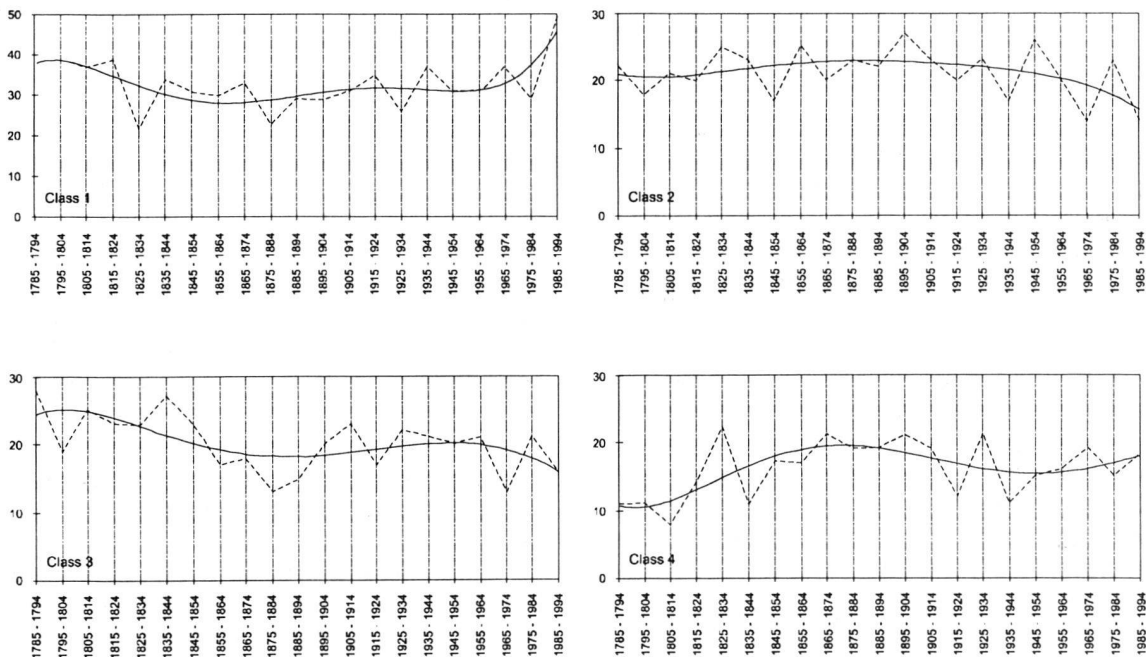 50
40
30
20
10
0
Class 1
1785 - 1794
1795 - 1804
1805 - 1814
1815 - 1824
1825 - 1834
1835 - 1844
1845 - 1854
1855 - 1864
1865 - 1874
1875 - 1884
1885 - 1894
1895 - 1904
1905 - 1914
1915 - 1924
1925 - 1934
1935 - 1944
1945 - 1954
1955 - 1964
1965 - 1974
1975 - 1984
1985 - 1994
30
20
10
0
Class 2
1785 - 1794
1795 - 1804
1805 - 1814
1815 - 1824
1825 - 1834
1835 - 1844
1845 - 1854
1855 - 1864
1865 - 1874
1875 - 1884
1885 - 1894
1895 - 1904
1905 - 1914
1915 - 1924
1925 - 1934
1935 - 1944
1945 - 1954
1955 - 1964
1965 - 1974
1975 - 1984
1985 - 1994
30
20
10
0
Class 3
1785 - 1794
1795 - 1804
1805 - 1814
1815 - 1824
1825 - 1834
1835 - 1844
1845 - 1854
1855 - 1864
1865 - 1874
1875 - 1884
1885 - 1894
1895 - 1904
1905 - 1914
1915 - 1924
1925 - 1934
1935 - 1944
1945 - 1954
1955 - 1964
1965 - 1974
1975 - 1984
1985 - 1994
30
20
10
0
Class 4
1785 - 1794
1795 - 1804
1805 - 1814
1815 - 1824
1825 - 1834
1835 - 1844
1845 - 1854
1855 - 1864
1865 - 1874
1875 - 1884
1885 - 1894
1895 - 1904
1905 - 1914
1915 - 1924
1925 - 1934
1935 - 1944
1945 - 1954
1955 - 1964
1965 - 1974
1975 - 1984
1985 - 1994